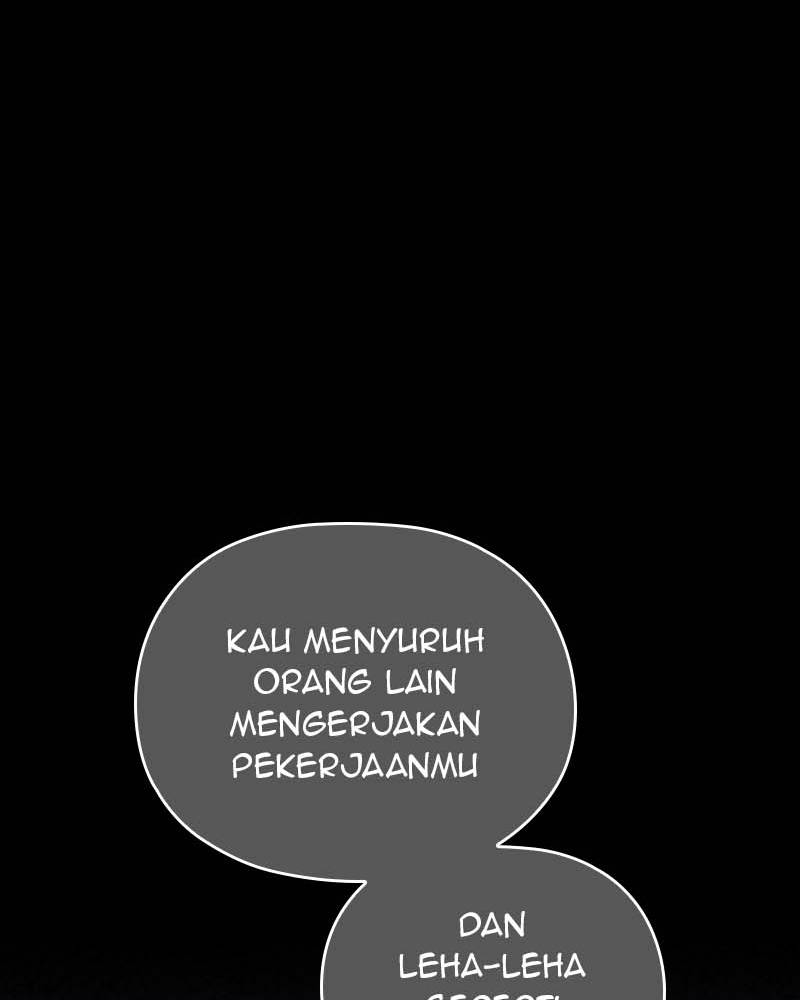 KAU MENYURUH
ORANG LAIN
MENGERJAKAN
PEKERJAANMU
DAN
LEHA-LEHA